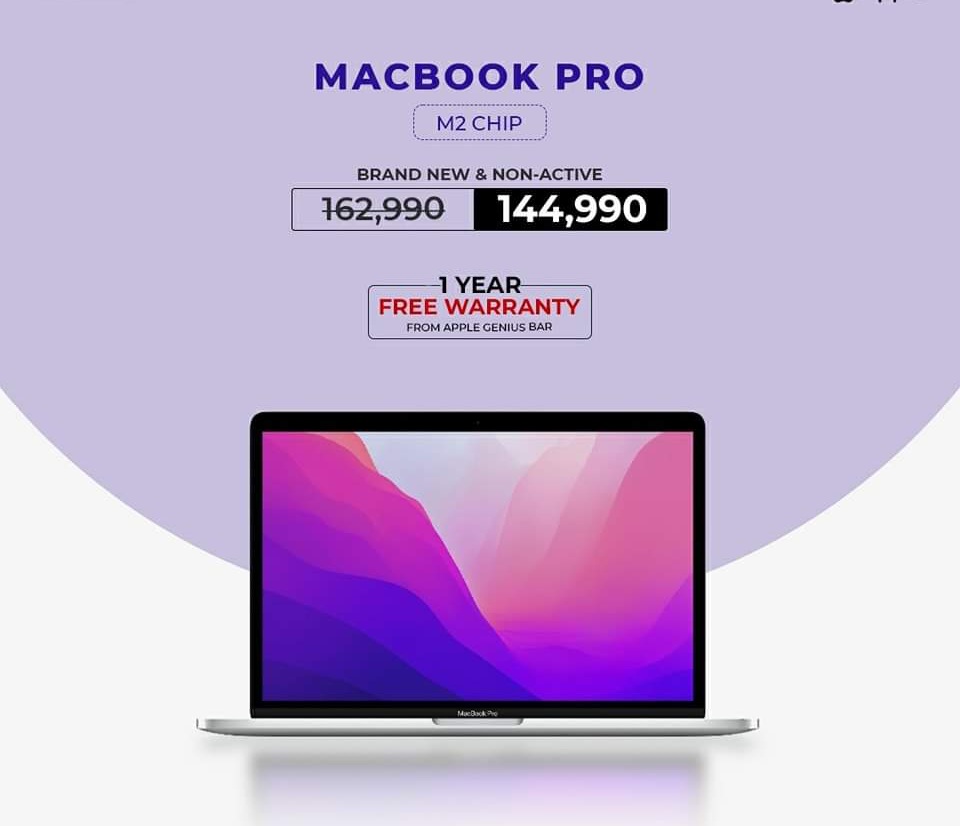 MACBOOK PRO
M2 CHIP
BRAND NEW & NON-ACTIVE
162,990 144,990
1 YEAR
FREE WARRANTY
FROM APPLE GENIUS BAR
MacBook Pro